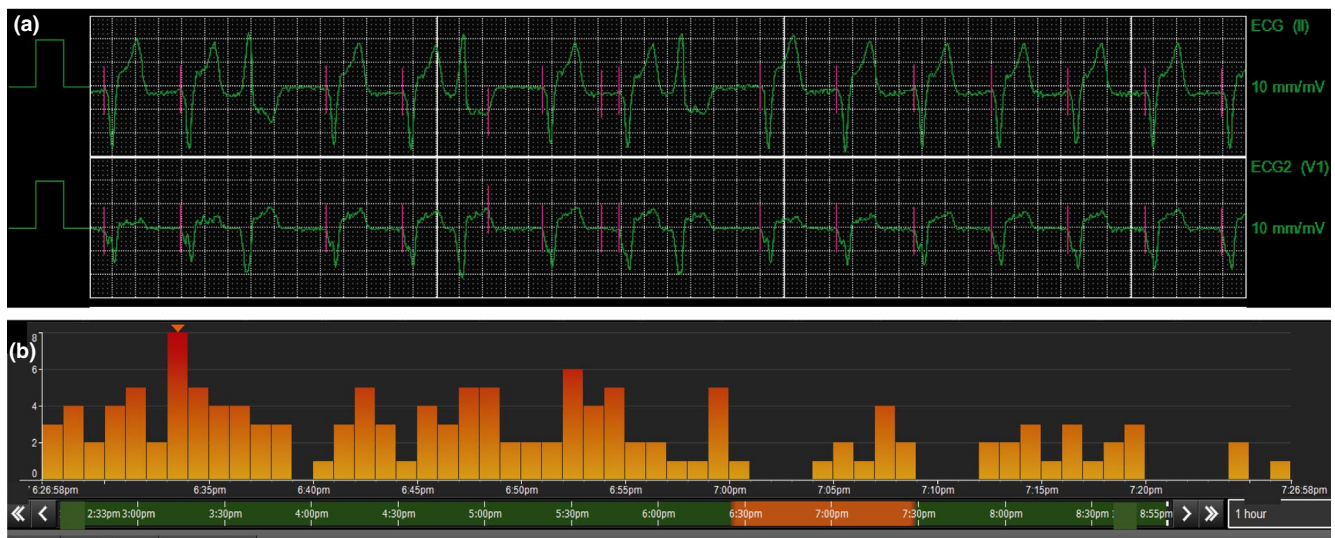 (a)
ECG (II)
10 mm/mV
ECG2 (V1)
10 mm/mV
(b)
8
6
4
2
0
6:26:58pm 6:35pm 6:40pm 6:45pm 6:50pm 6:55pm 7:00pm 7:05pm 7:10pm 7:15pm 7:20pm 7:26:58pm
2:33pm 3:00pm 3:30pm 4:00pm 4:30pm 5:00pm 5:30pm 6:00pm 6:30pm 7:00pm 7:30pm 8:00pm 8:30pm 8:55pm 1 hour